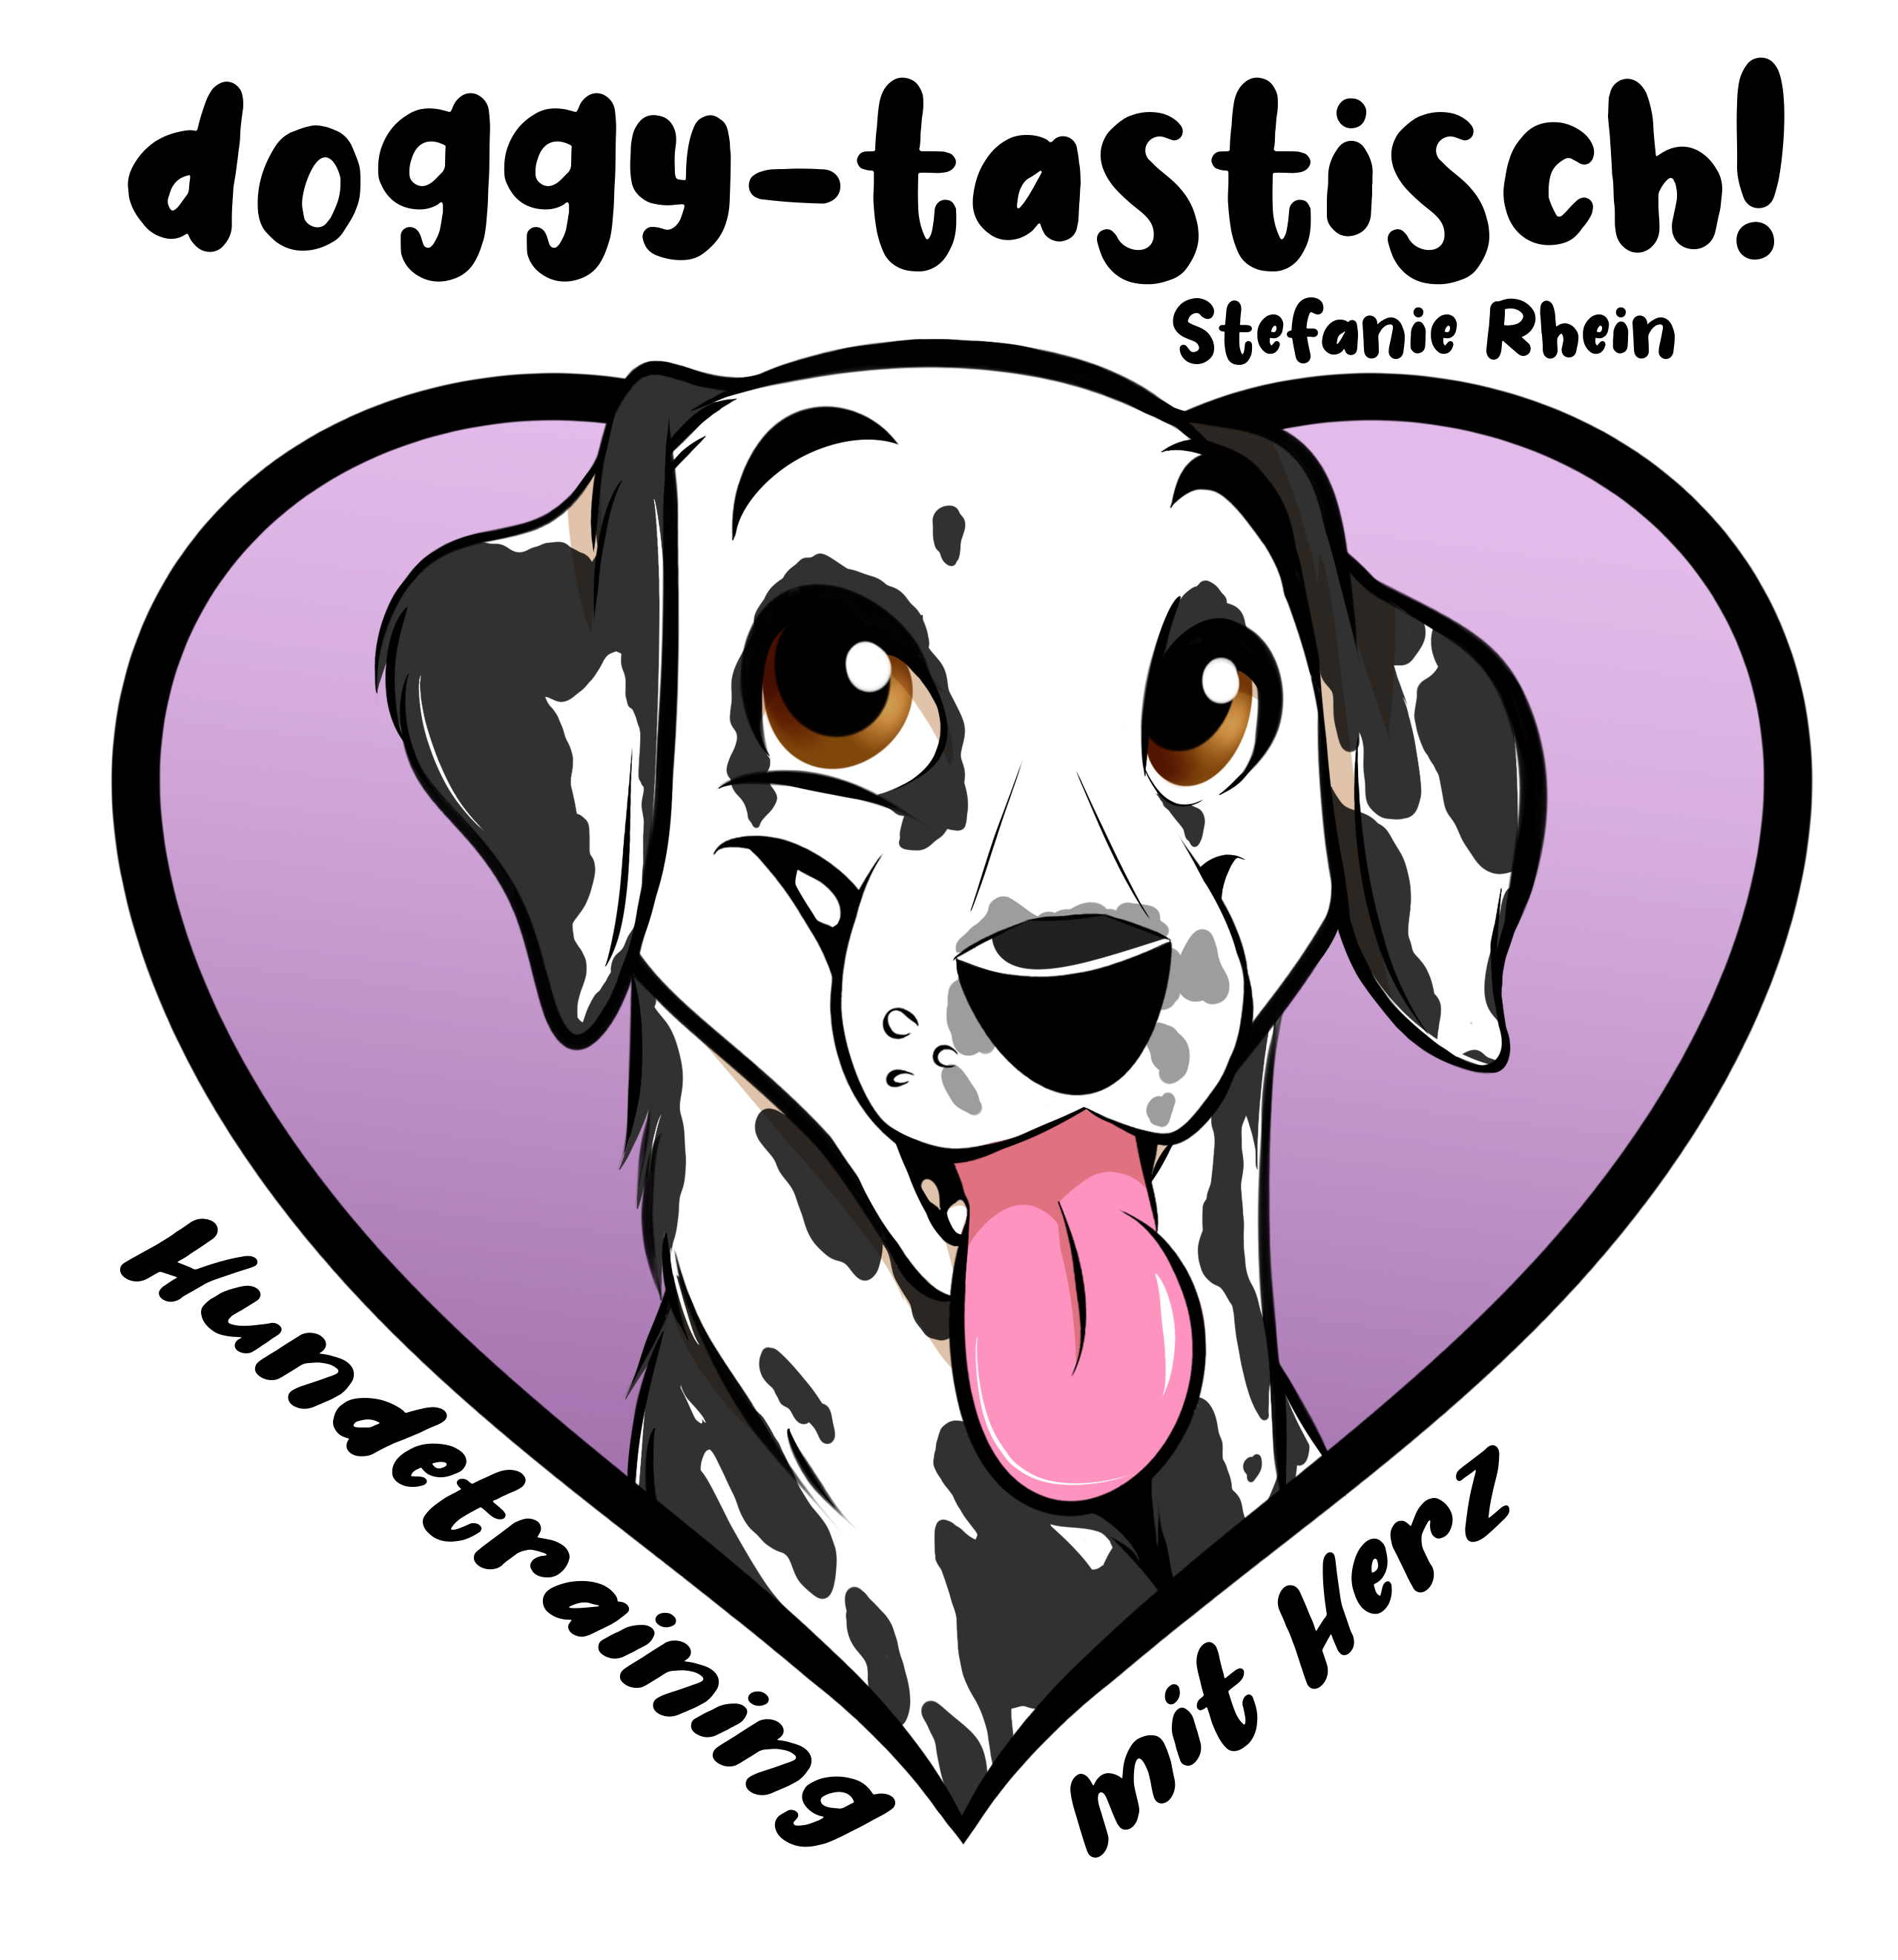 doggy-tastisch!
Stefanie Rhein
Hundetraining
mit Herz